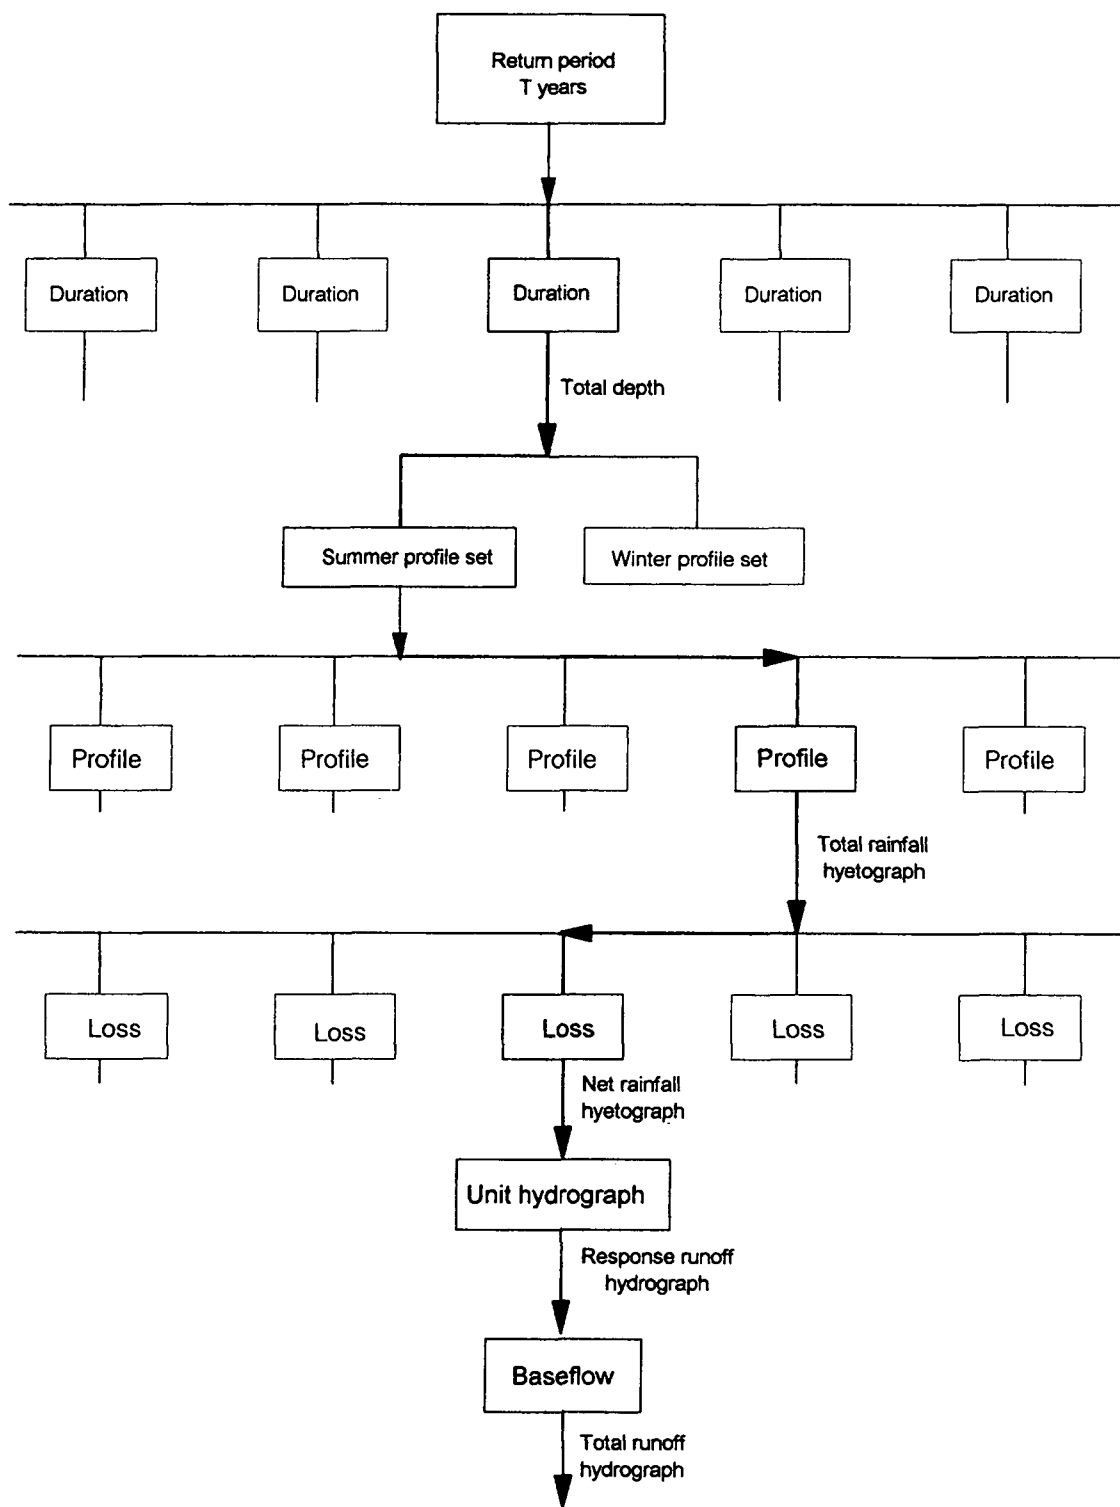 Return period
T years
Duration
Duration
Duration
Duration
Duration
Total depth
Summer profile set
Winter profile set
Profile
Profile
Profile
Profile
Profile
Total rainfall
hyetograph
Loss
Loss
Loss
Loss
Loss
Net rainfall
hyetograph
Unit hydrograph
Response runoff
hydrograph
Baseflow
Total runoff
hydrograph